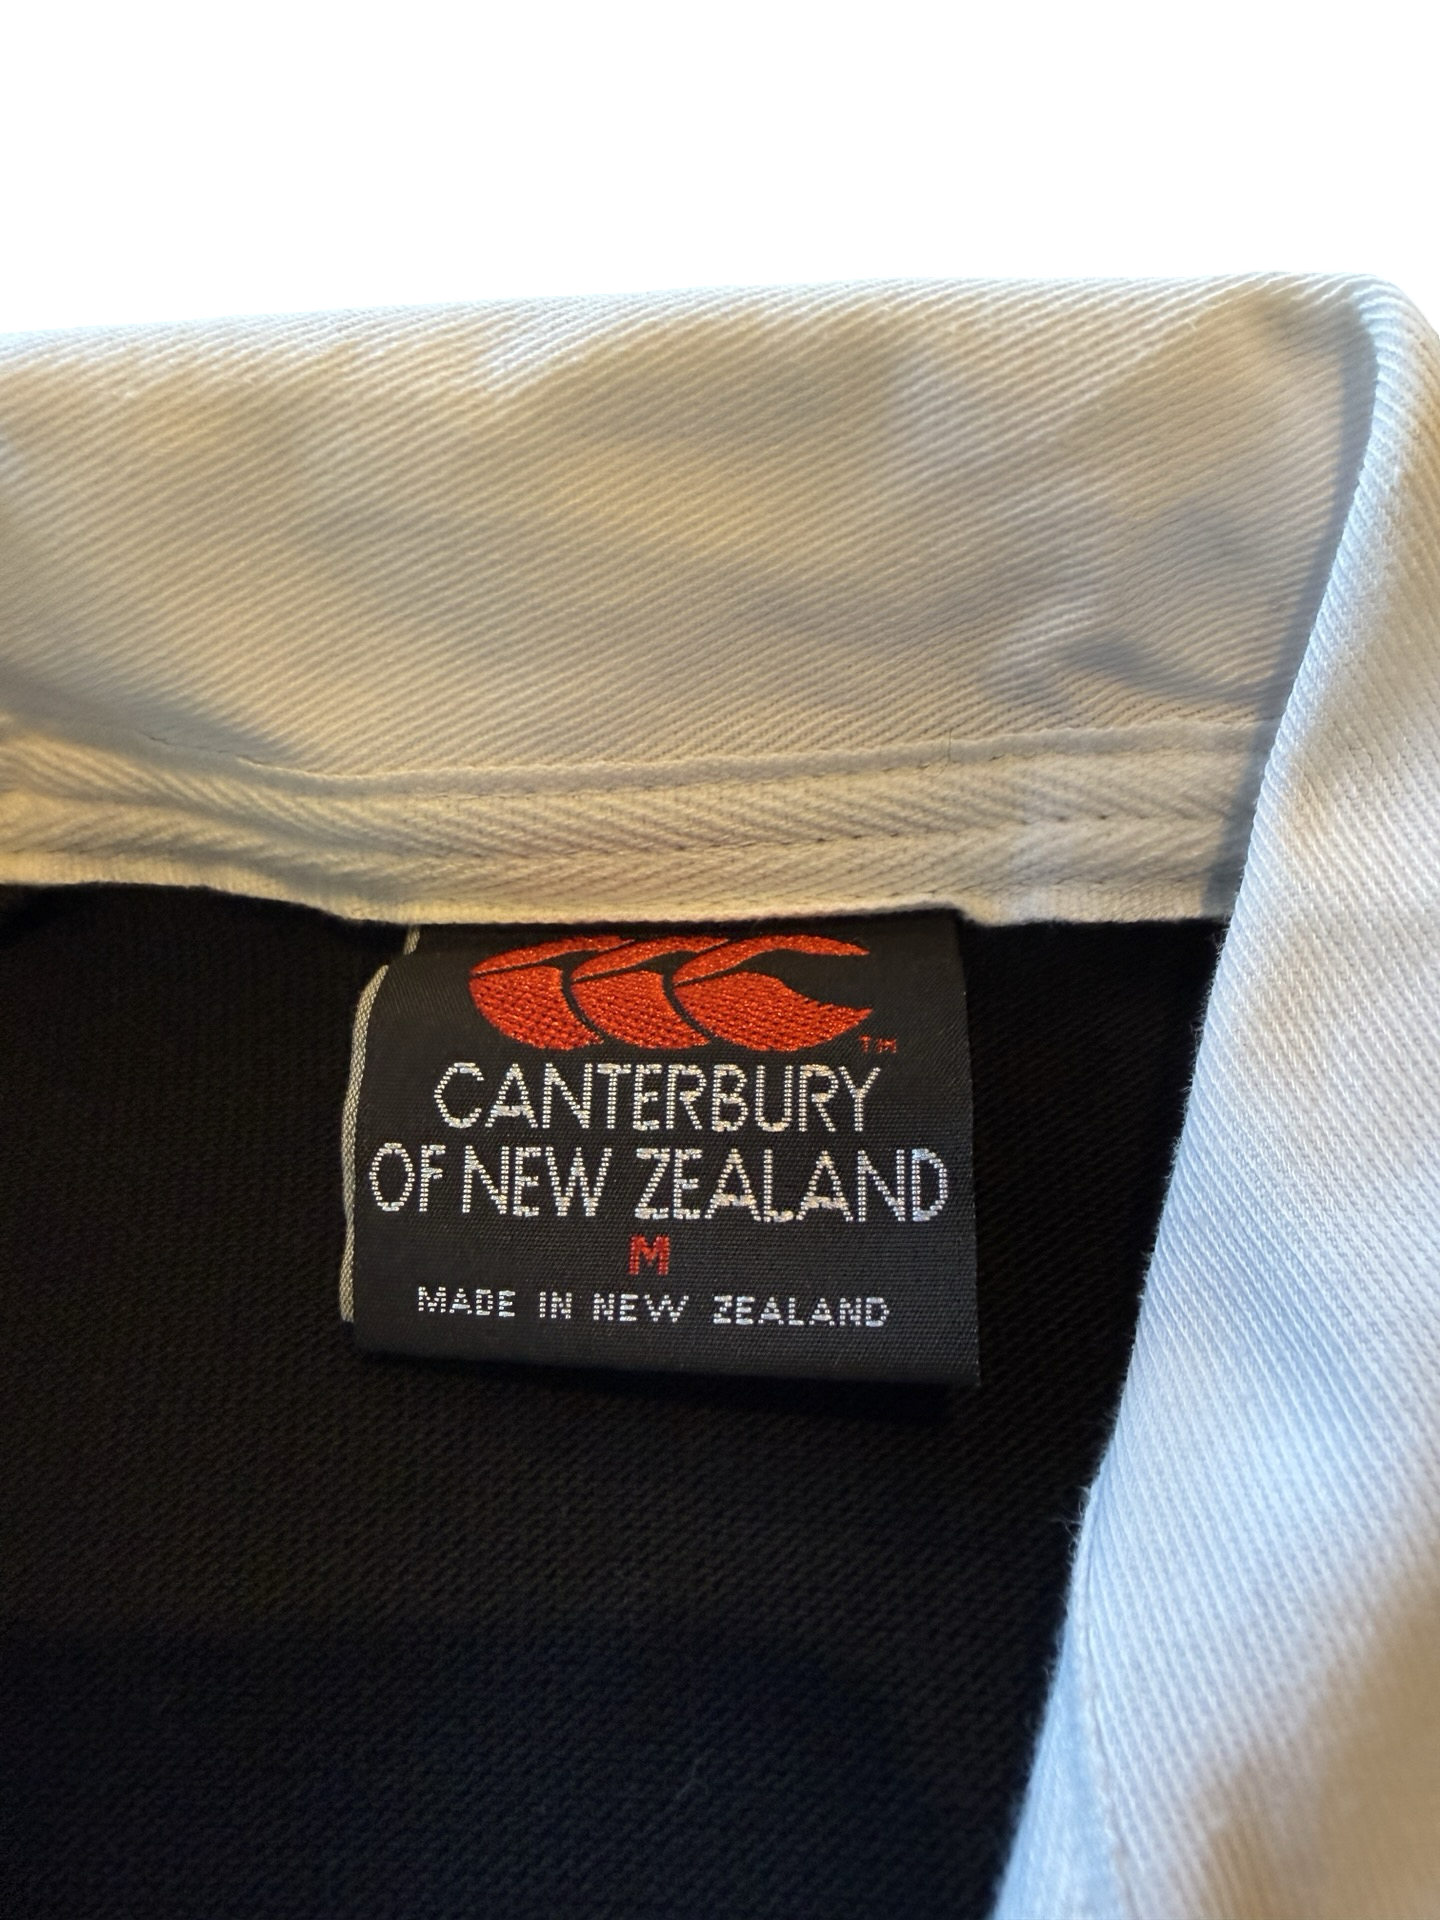 TM
CANTERBURY
OF NEW ZEALAND
M
MADE IN NEW ZEALAND